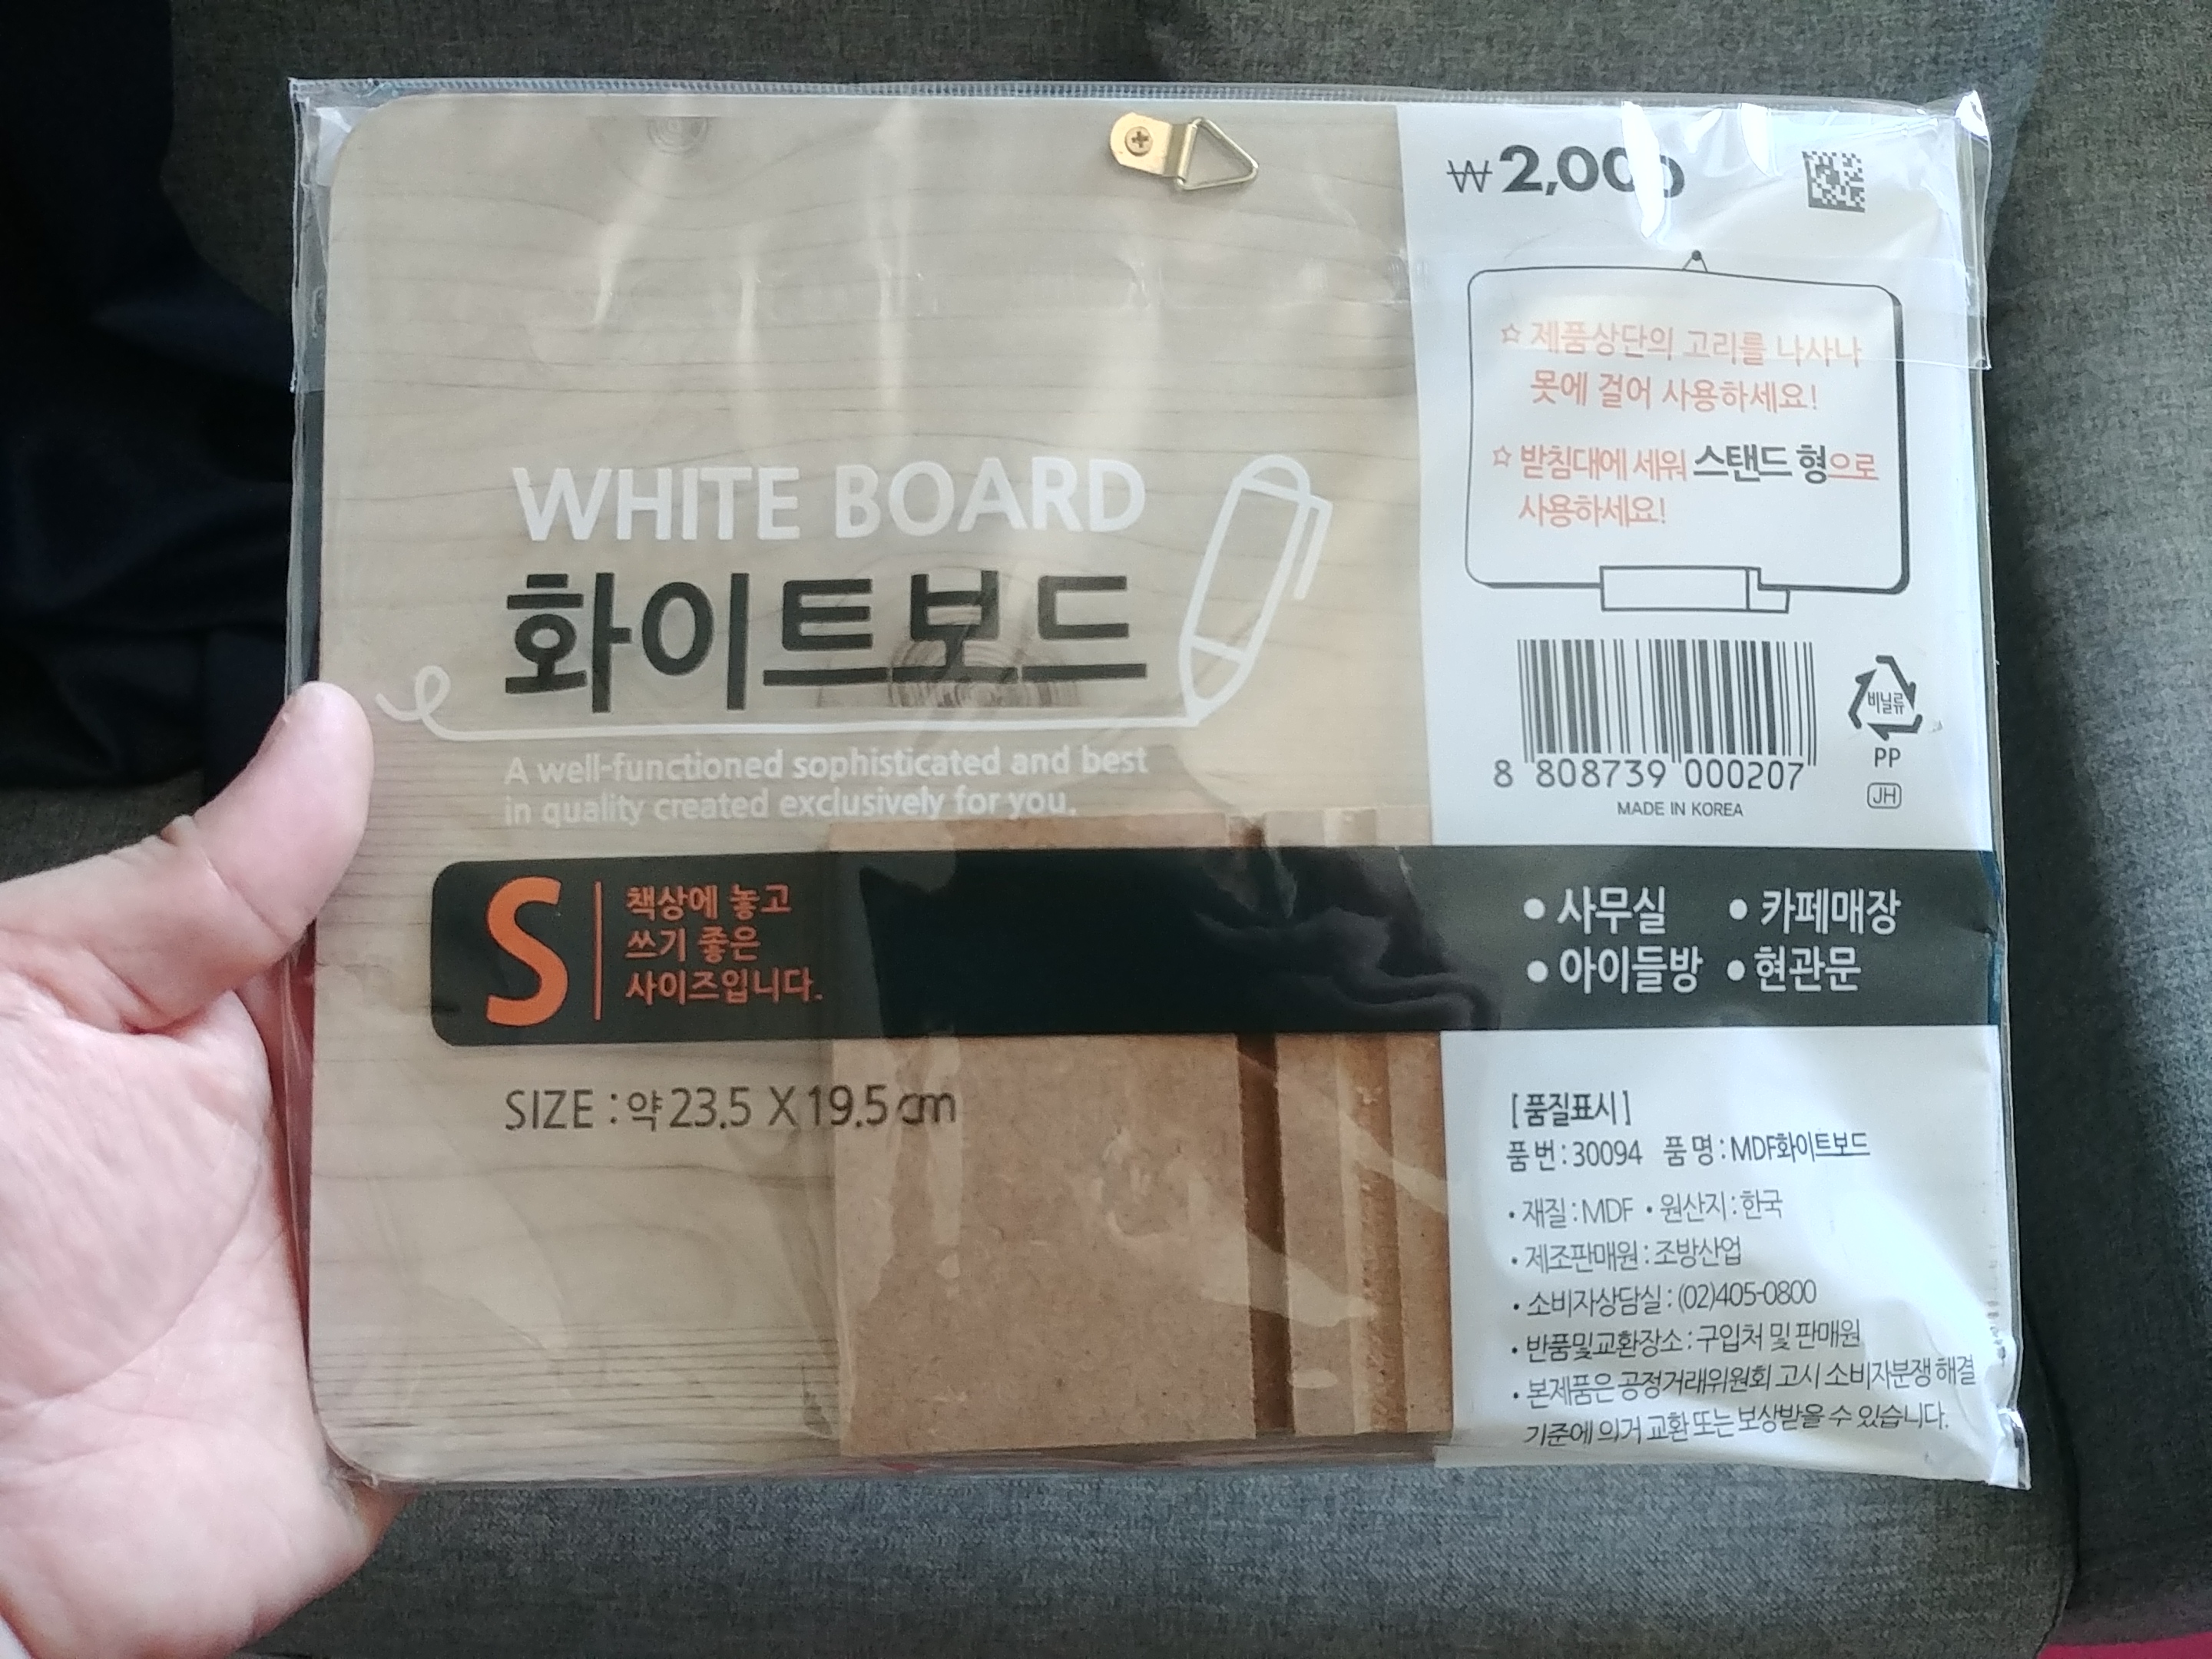 ₩2,000
☆ 제품상단의 고리를 나사나
못에 걸어 사용하세요!
☆ 받침대에 세워 스탠드 형으로
사용하세요!
WHITE BOARD
화이트보드
A well-functioned sophisticated and best
in quality created exclusively for you.
8 808739 000207
MADE IN KOREA
비닐류
PP
JH
S
책상에 놓고
쓰기 좋은
사이즈입니다.
• 사무실 • 카페매장
• 아이들방 • 현관문
SIZE : 약 23.5 X 19.5 cm
[ 품질표시 ]
품 번 : 30094 품 명 : MDF화이트보드
• 재질 : MDF • 원산지 : 한국
• 제조판매원 : 조방산업
• 소비자상담실 : (02)405-0800
• 반품및교환장소 : 구입처 및 판매원
• 본제품은 공정거래위원회 고시 소비자분쟁 해결
기준에 의거 교환 또는 보상받을 수 있습니다.